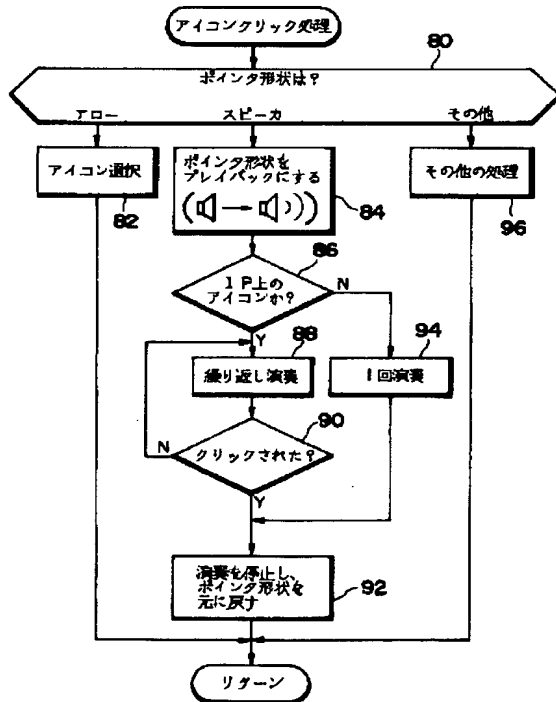 アイコンクリック処理
80
ポインタ形状は?
アロー
スピーカ
その他
アイコン選択
82
ポインタ形状を
プレイバックにする
84
その他の処理
96
86
IP上の
アイコンか?
N
Y
88
繰り返し演奏
94
1回演奏
90
クリックされた?
N
Y
演奏を停止し、
ポインタ形状を
元に戻す
92
リターン